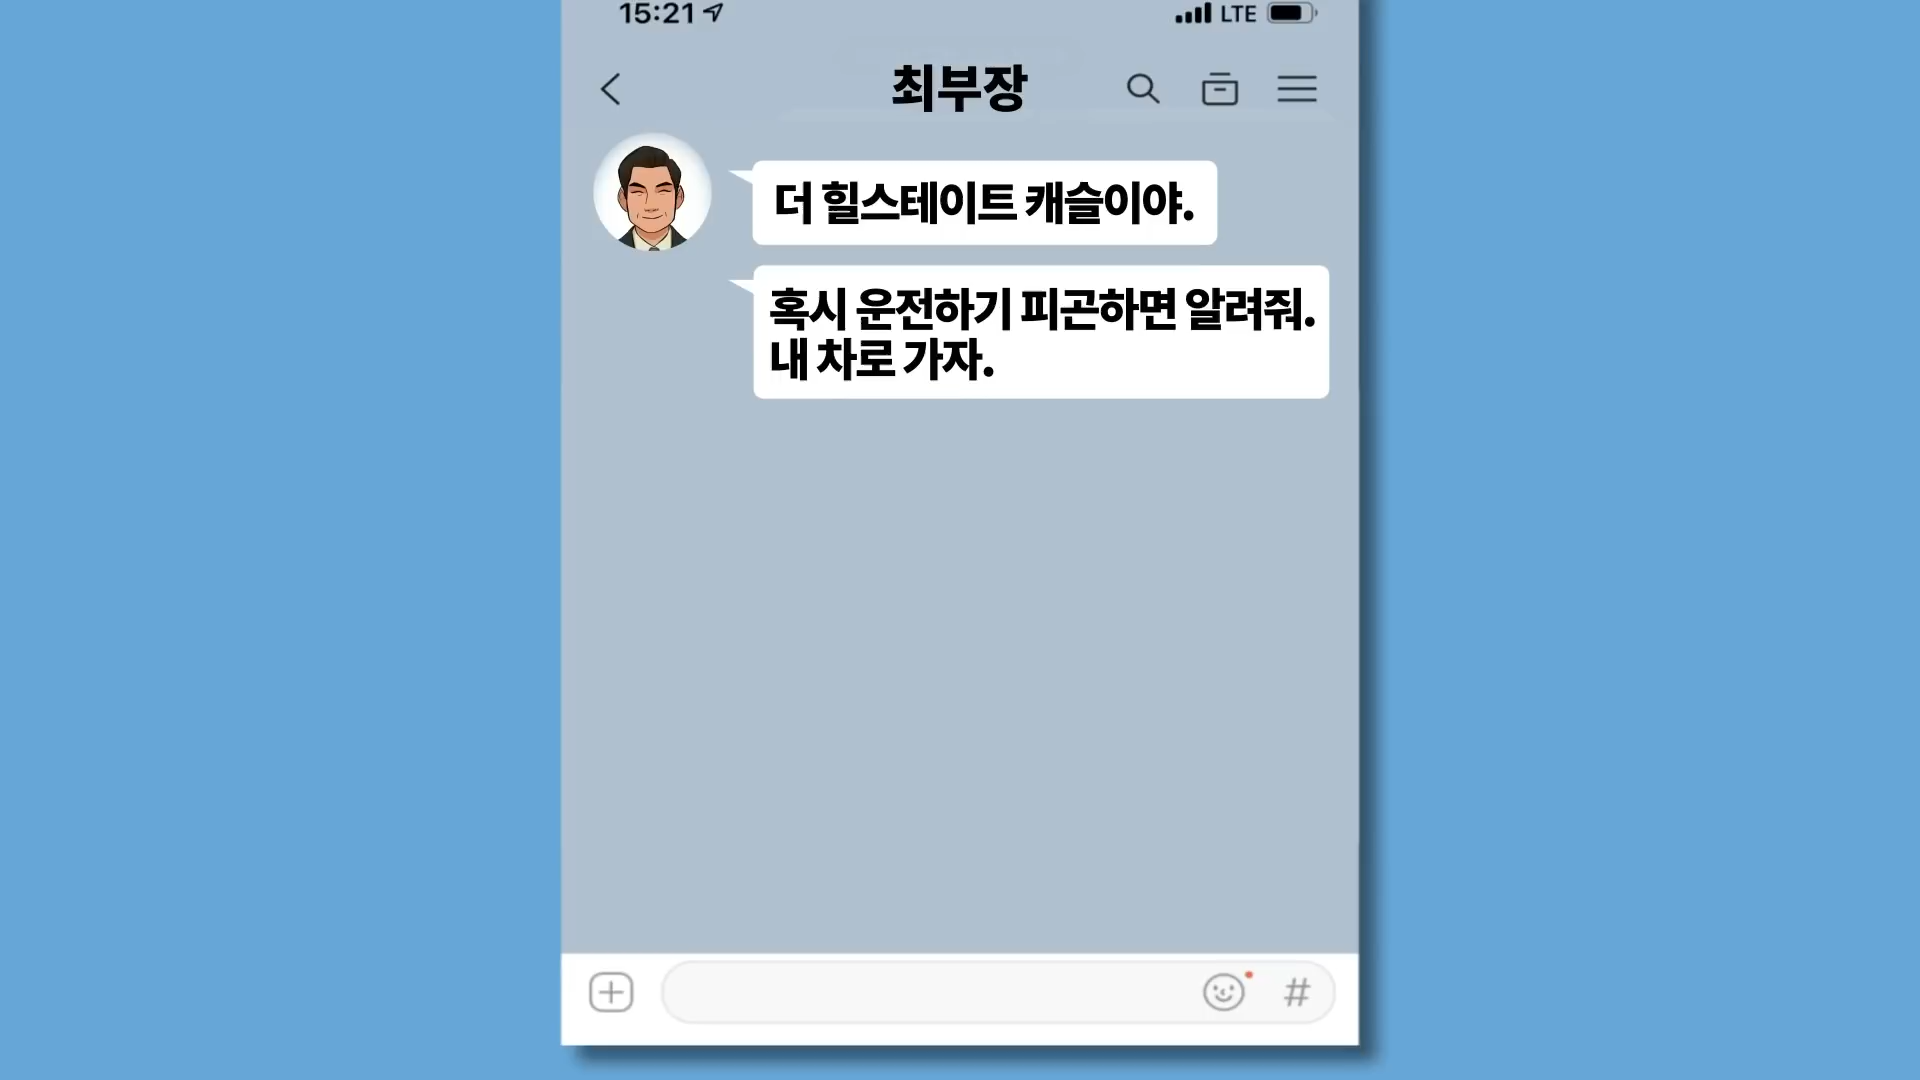 15:21
LTE
최부장
더 힐스테이트 캐슬이야.
혹시 운전하기 피곤하면 알려줘.
내 차로 가자.
#